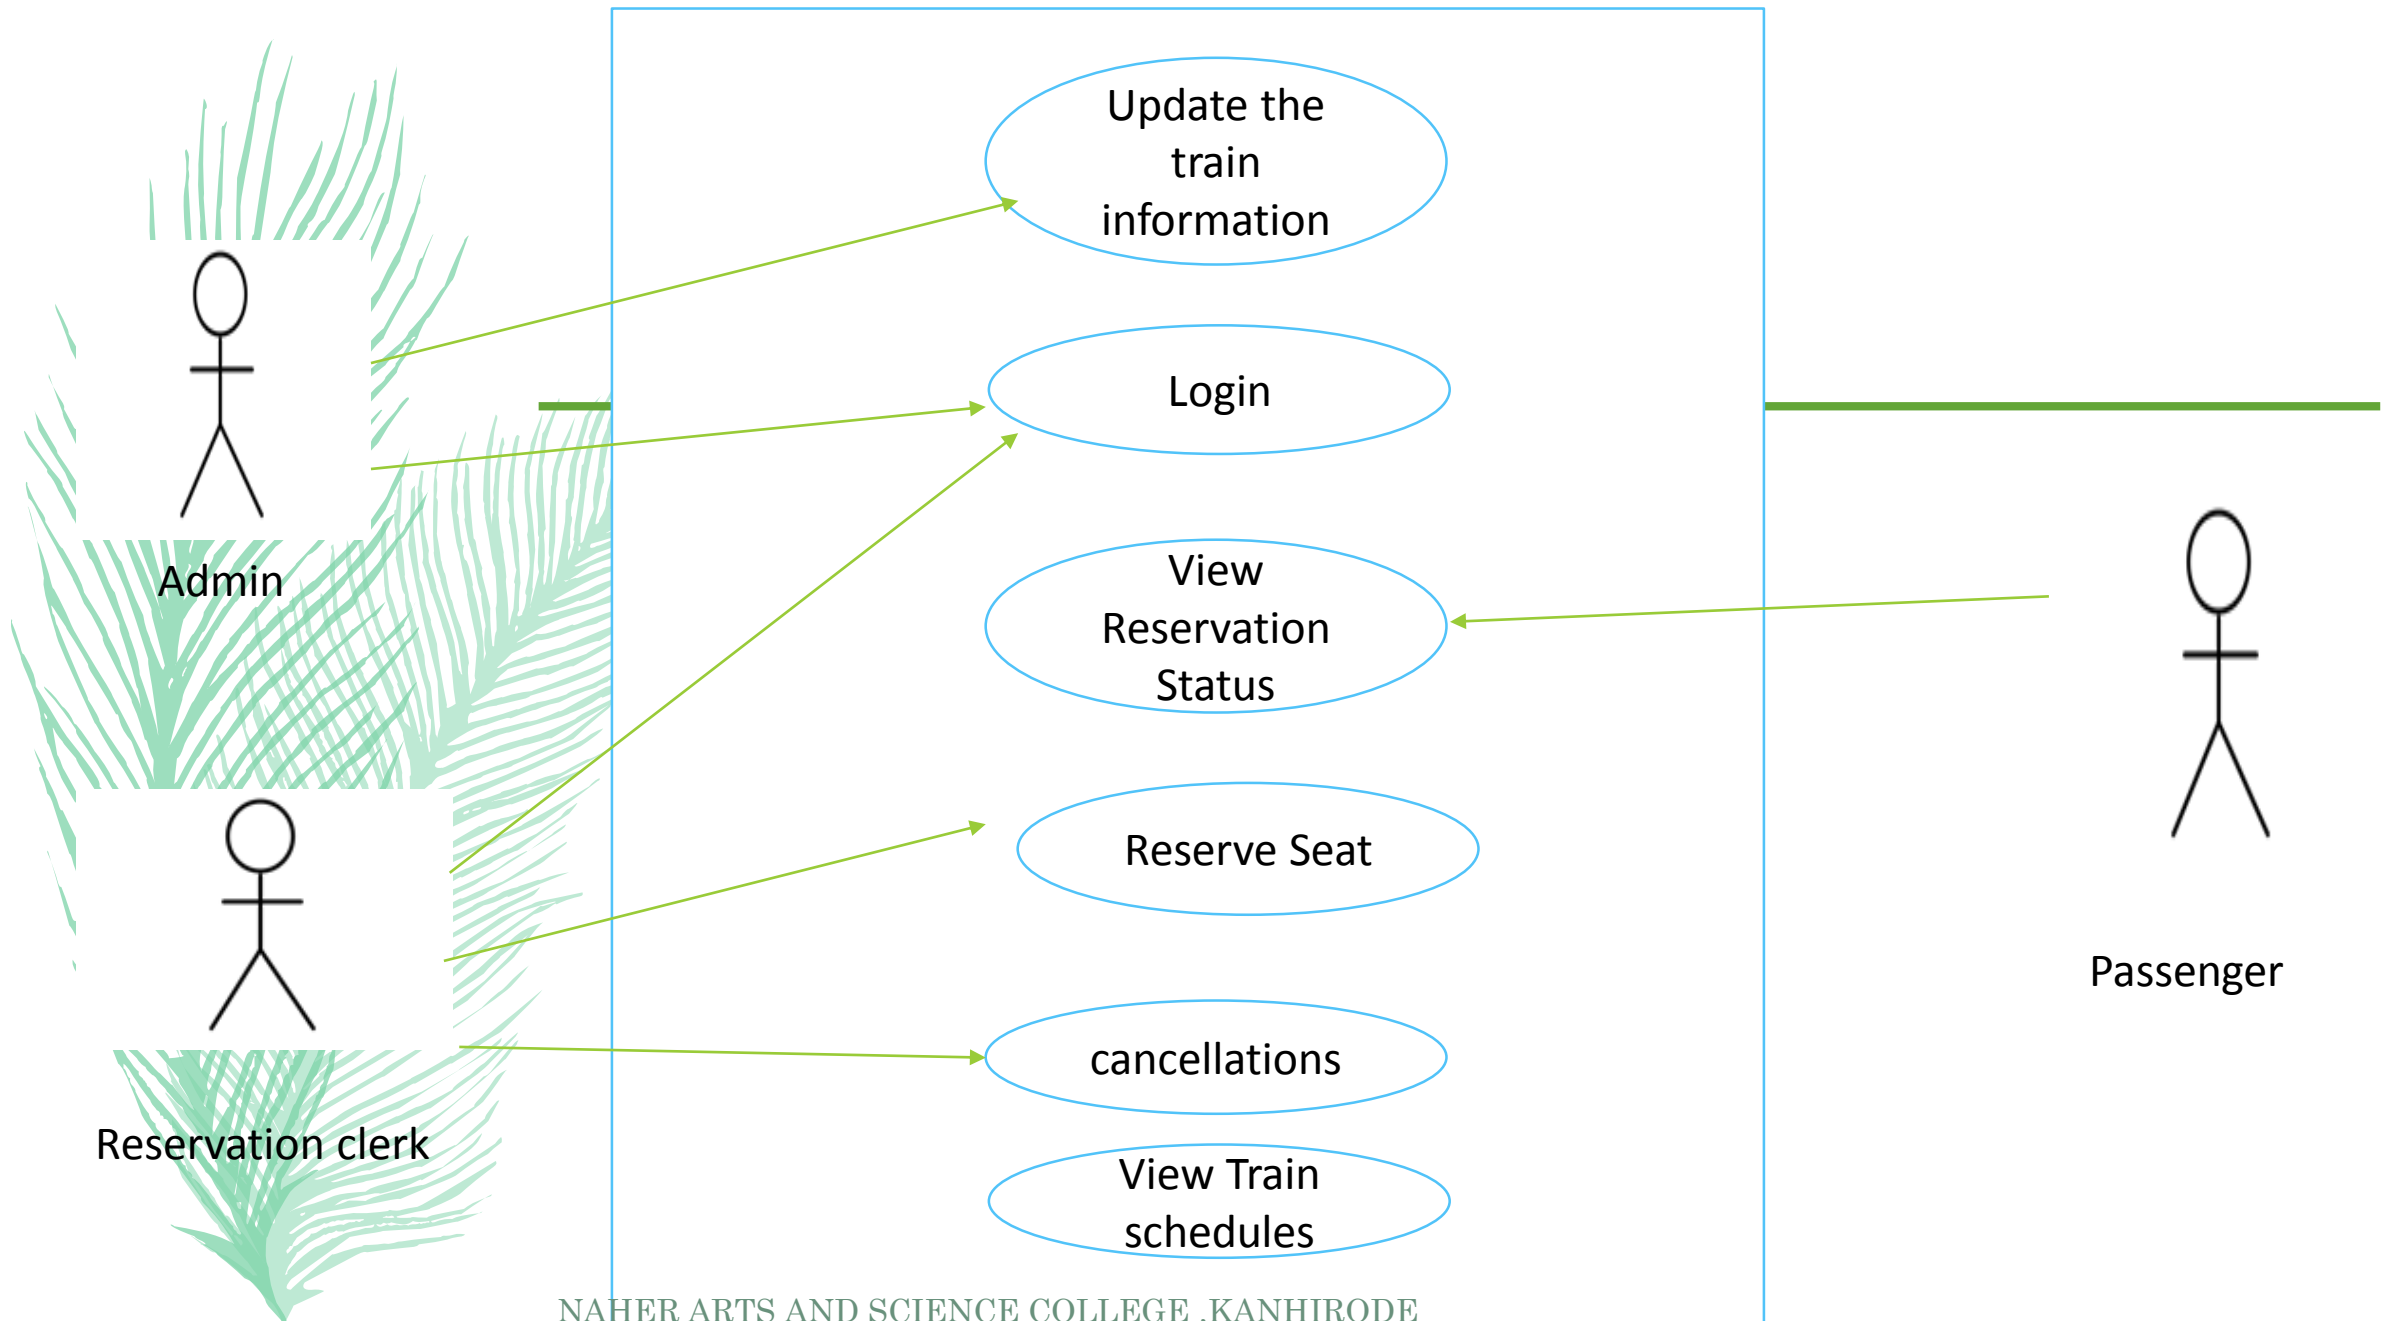 Update the
train
information
Login
Admin
View
Reservation
Status
Reserve Seat
Passenger
cancellations
Reservation clerk
View Train
schedules
NAHER ARTS AND SCIENCE COLLEGE ,KANHIRODE